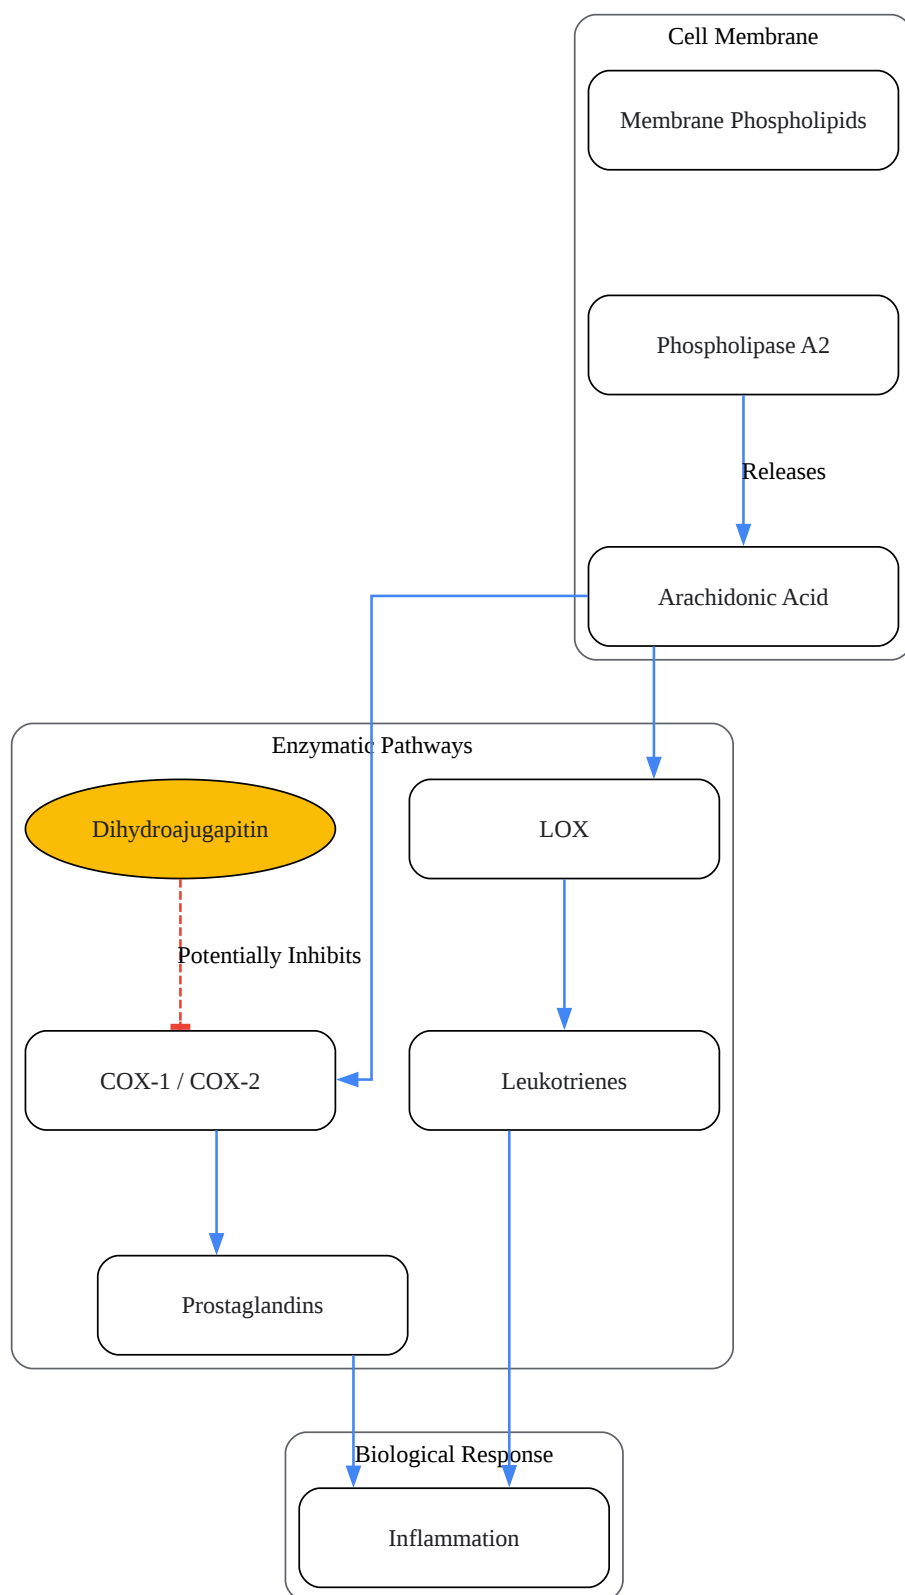 Cell Membrane
Membrane Phospholipids
Phospholipase A2
Releases
Arachidonic Acid
Enzymatic Pathways
Dihydroajugapitin
LOX
Potentially Inhibits
COX-1 / COX-2
Leukotrienes
Prostaglandins
Biological Response
Inflammation